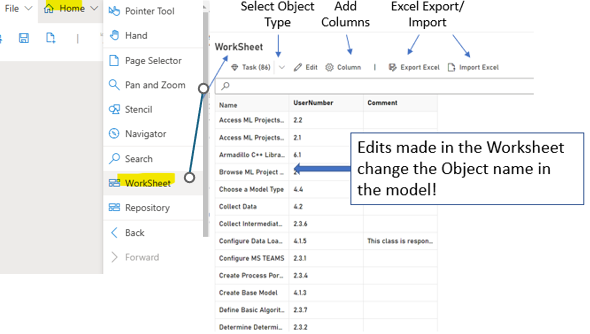 File
Home
Pointer Tool
Hand
Page Selector
Pan and Zoom
Stencil
Navigator
Search
WorkSheet
Repository
Back
Forward
Select Object Type
Add Columns
Excel Export/ Import
WorkSheet
Task (86) Edit Column | Export Excel Import Excel
Name UserNumber Comment
Access ML Projects... 2.2
Access ML Projects... 2.1
Armadillo C++ Libra... 6.1
Browse ML Project ...
Choose a Model Type 4.4
Collect Data 4.2
Collect Intermediat... 2.3.6
Configure Data Loa... 4.1.5 This class is respon...
Configure MS TEAMS 2.3.1
Create Process Por... 2.3.4
Create Base Model 4.1.3
Define Basic Algorit... 2.3.7
Determine Determi... 2.3.2
Edits made in the Worksheet
change the Object name in
the model!